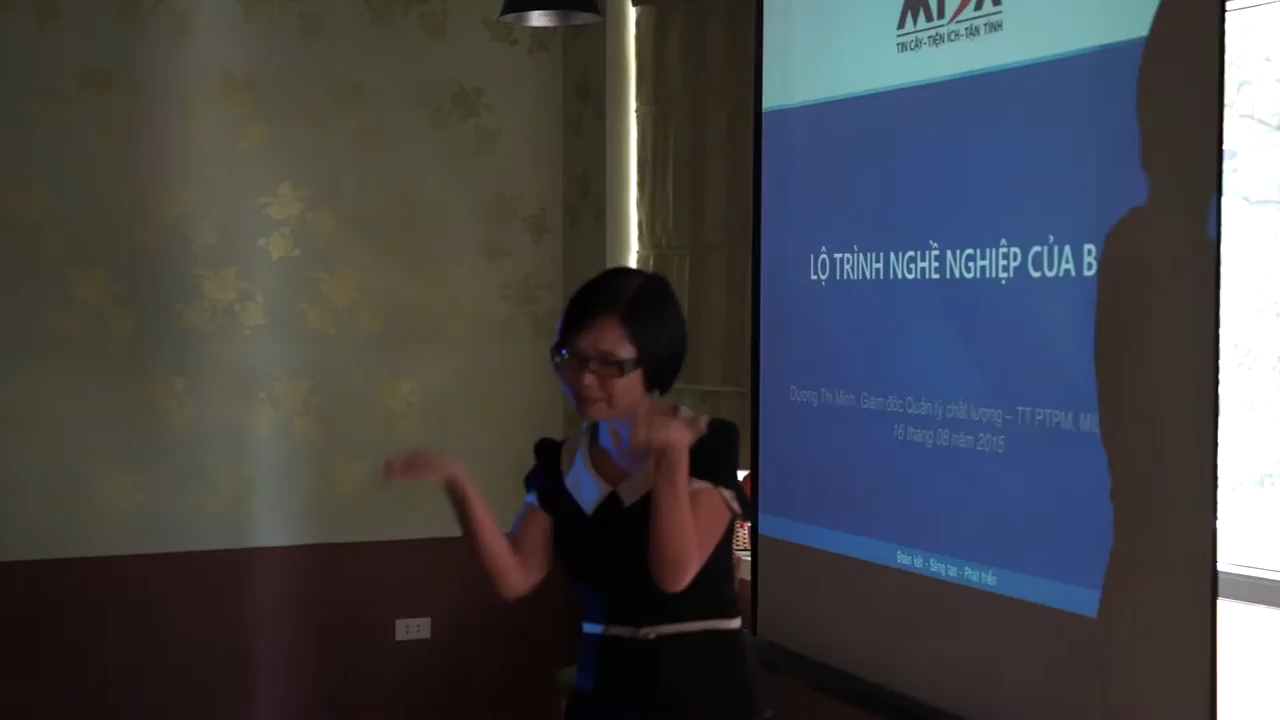 MISA
TIN CẬY-TIỆN ÍCH-TẬN TÌNH
LỘ TRÌNH NGHỀ NGHIỆP CỦA B
Dương Thị Minh Giám đốc Quản lý chất lượng – TT PTPM, MIS
16 tháng 08 năm 2015
Đoàn kết - Sáng tạo - Phát triển